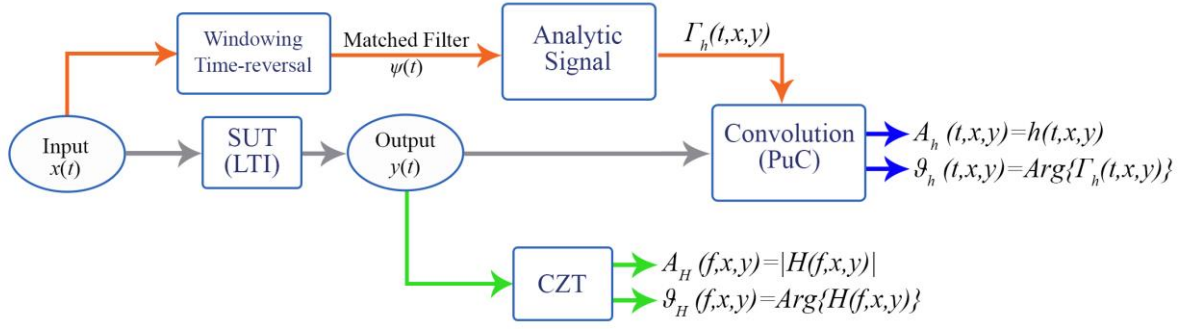 Windowing
Time-reversal
Matched Filter
ψ(t)
Analytic
Signal
Γh(t,x,y)
Input
x(t)
SUT
(LTI)
Output
y(t)
Convolution
(PuC)
Ah (t,x,y)=h(t,x,y)
ϑh (t,x,y)=Arg{Γh(t,x,y)}
CZT
AH (f,x,y)=|H(f,x,y)|
ϑH (f,x,y)=Arg{H(f,x,y)}